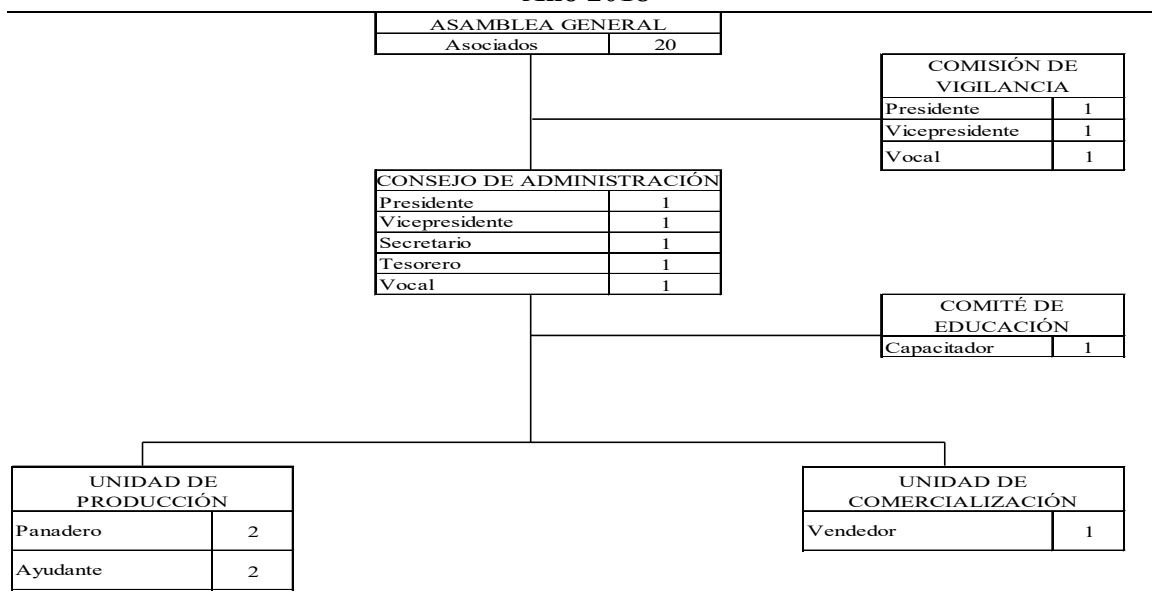 ASAMBLEA GENERAL
Asociados 20
COMISIÓN DE
VIGILANCIA
Presidente 1
Vicepresidente 1
Vocal 1
CONSEJO DE ADMINISTRACIÓN
Presidente 1
Vicepresidente 1
Secretario 1
Tesorero 1
Vocal 1
COMITÉ DE
EDUCACIÓN
Capacitador 1
UNIDAD DE
PRODUCCIÓN
Panadero 2
Ayudante 2
UNIDAD DE
COMERCIALIZACIÓN
Vendedor 1